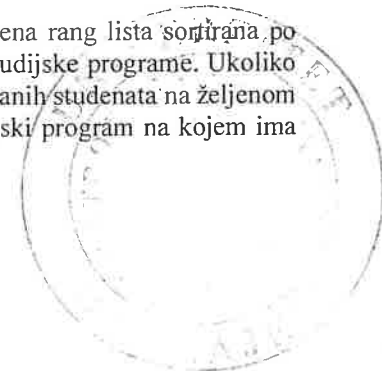 ena rang lista sortirana po
udijske programe. Ukoliko
anih studenata na željenom
ski program na kojem ima